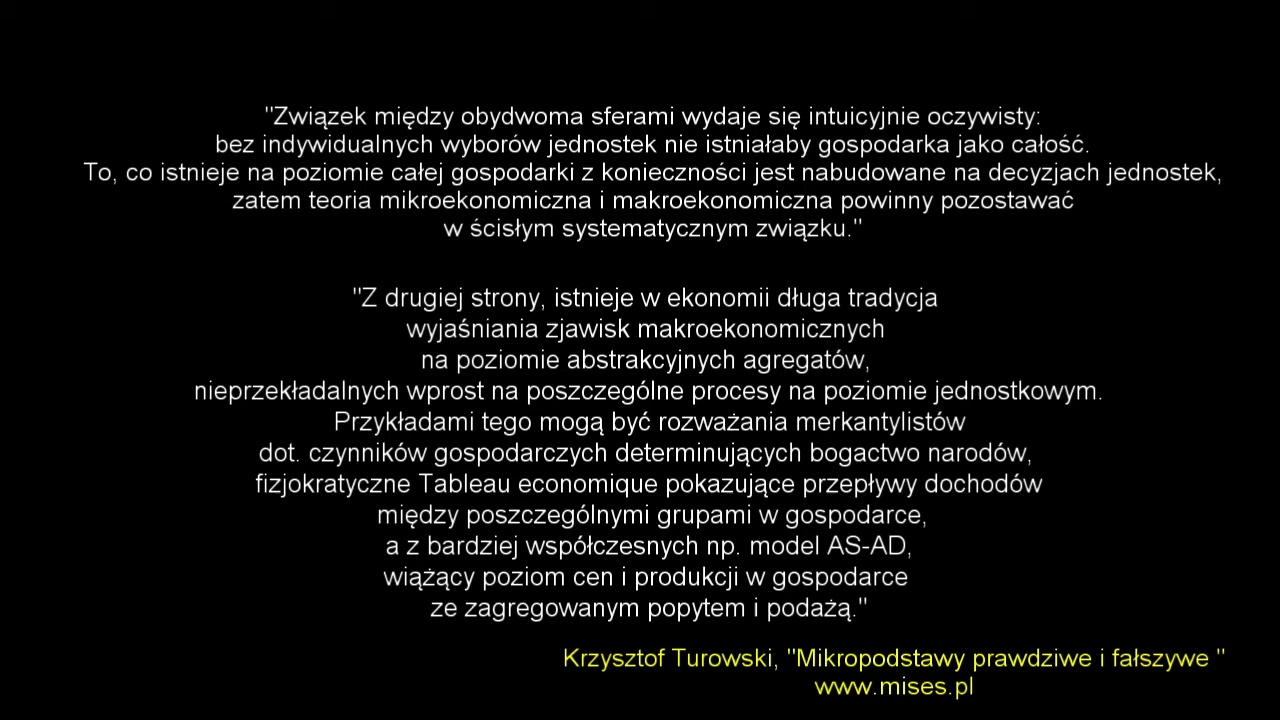 "Związek między obydwoma sferami wydaje się intuicyjnie oczywisty:
bez indywidualnych wyborów jednostek nie istniałaby gospodarka jako całość.
To, co istnieje na poziomie całej gospodarki z konieczności jest nabudowane na decyzjach jednostek,
zatem teoria mikroekonomiczna i makroekonomiczna powinny pozostawać
w ścisłym systematycznym związku."
"Z drugiej strony, istnieje w ekonomii długa tradycja
wyjaśniania zjawisk makroekonomicznych
na poziomie abstrakcyjnych agregatów,
nieprzekładalnych wprost na poszczególne procesy na poziomie jednostkowym.
Przykładami tego mogą być rozważania merkantylistów
dot. czynników gospodarczych determinujących bogactwo narodów,
fizjokratyczne Tableau economique pokazujące przepływy dochodów
między poszczególnymi grupami w gospodarce,
a z bardziej współczesnych np. model AS-AD,
wiążący poziom cen i produkcji w gospodarce
ze zagregowanym popytem i podażą."
Krzysztof Turowski, "Mikropodstawy prawdziwe i fałszywe "
www.mises.pl